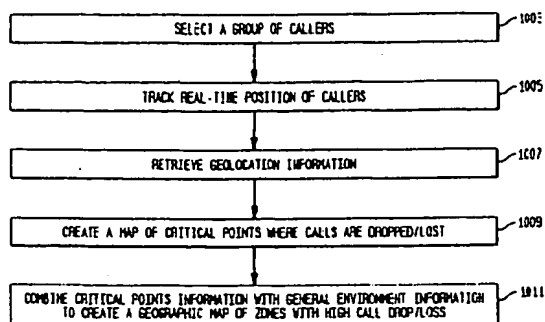 SELECT A GROUP OF CALLERS
1003
TRACK REAL-TIME POSITION OF CALLERS
1005
RETRIEVE GEOLOCATION INFORMATION
1007
CREATE A MAP OF CRITICAL POINTS WHERE CALLS ARE DROPPED/LOST
1009
COMBINE CRITICAL POINTS INFORMATION WITH GENERAL ENVIRONMENT INFORMATION
TO CREATE A GEOGRAPHIC MAP OF ZONES WITH HIGH CALL DROP/LOSS
1011